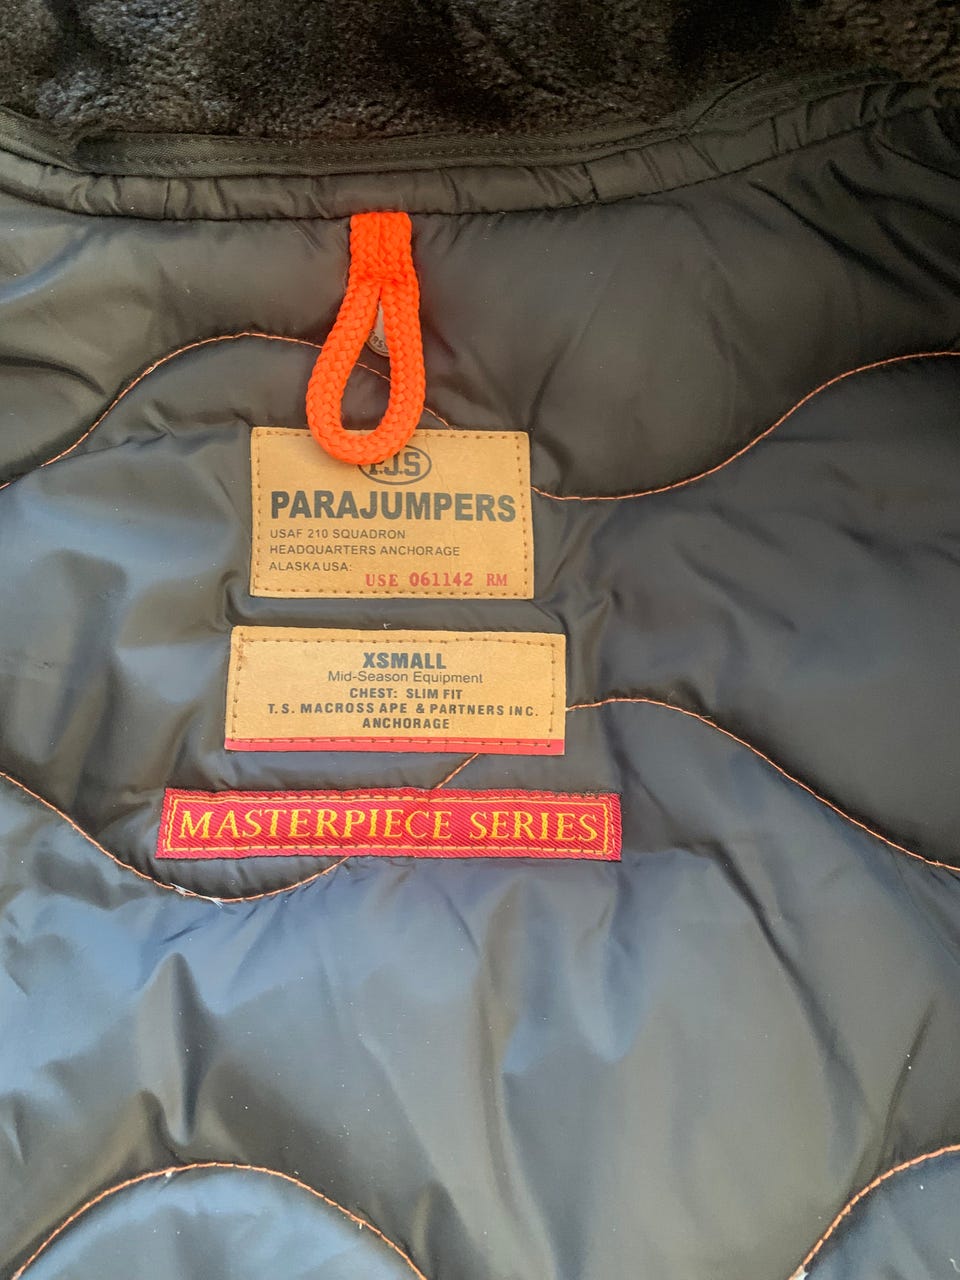 P.J.S
PARAJUMPERS
USAF 210 SQUADRON
HEADQUARTERS ANCHORAGE
ALASKA USA:
USE 061142 RM
XSMALL
Mid-Season Equipment
CHEST: SLIM FIT
T.S. MACROSS APE & PARTNERS INC.
ANCHORAGE
MASTERPIECE SERIES